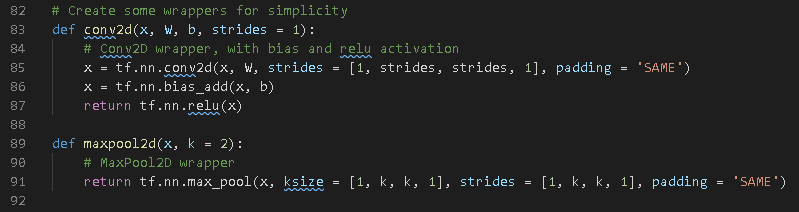 82 # Create some wrappers for simplicity
83 def conv2d(x, W, b, strides = 1):
84     # Conv2D wrapper, with bias and relu activation
85     x = tf.nn.conv2d(x, W, strides = [1, strides, strides, 1], padding = 'SAME')
86     x = tf.nn.bias_add(x, b)
87     return tf.nn.relu(x)
88
89 def maxpool2d(x, k = 2):
90     # MaxPool2D wrapper
91     return tf.nn.max_pool(x, ksize = [1, k, k, 1], strides = [1, k, k, 1], padding = 'SAME')
92